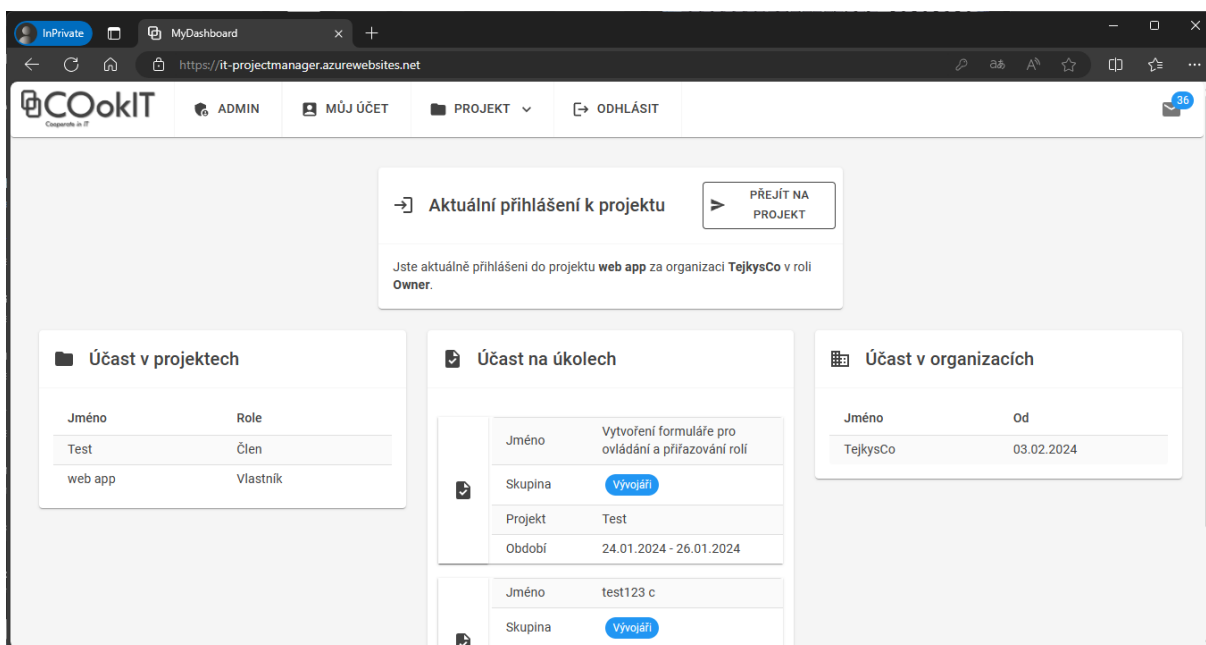 InPrivate
MyDashboard
https://it-projectmanager.azurewebsites.net
COokIT
Cooperate in IT
ADMIN
MŮJ ÚČET
PROJEKT
ODHLÁSIT
36
Aktuální přihlášení k projektu
PŘEJÍT NA
PROJEKT
Jste aktuálně přihlášeni do projektu web app za organizaci TejkysCo v roli
Owner.
Účast v projektech
Jméno Role
Test Člen
web app Vlastník
Účast na úkolech
Jméno Vytvoření formuláře pro
ovládání a přiřazování rolí
Skupina Vývojáři
Projekt Test
Období 24.01.2024 - 26.01.2024
Jméno test123 c
Skupina Vývojáři
Účast v organizacích
Jméno Od
TejkysCo 03.02.2024